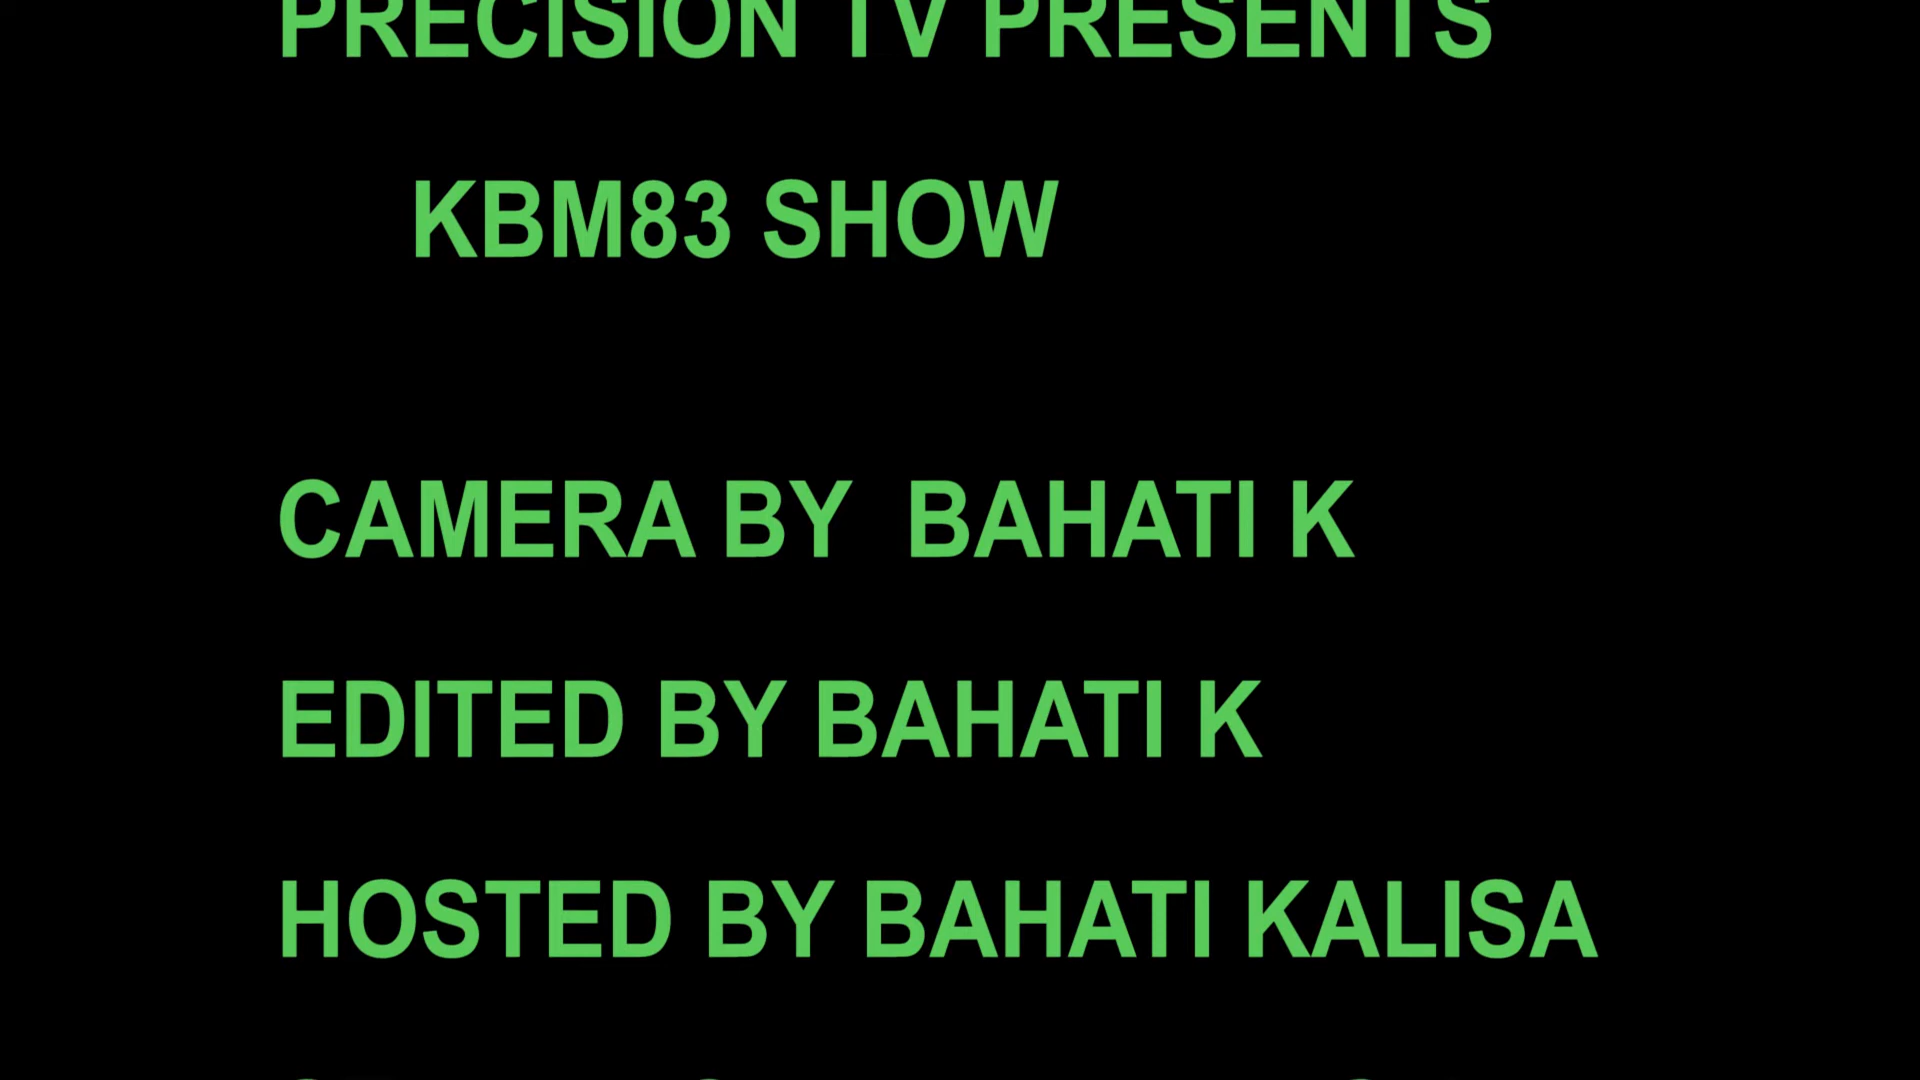 PRECISION TV PRESENTS
KBM83 SHOW
CAMERA BY  BAHATI K
EDITED BY BAHATI K
HOSTED BY BAHATI KALISA